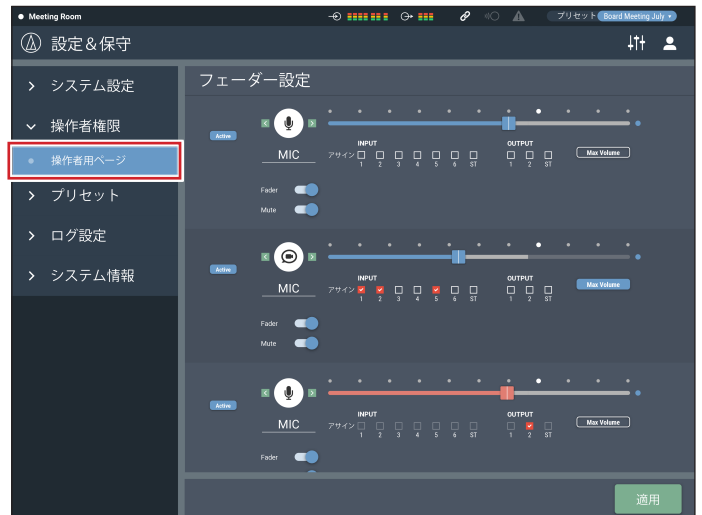 Meeting Room
プリセット Board Meeting July
設定＆保守
システム設定
操作者権限
操作者用ページ
プリセット
ログ設定
システム情報
フェーダー設定
Active
MIC
INPUT
OUTPUT
アサイン
1 2 3 4 5 6 ST 1 2 ST
Max Volume
Fader
Mute
Active
MIC
INPUT
OUTPUT
アサイン
1 2 3 4 5 6 ST 1 2 ST
Max Volume
Fader
Mute
Active
MIC
INPUT
OUTPUT
アサイン
1 2 3 4 5 6 ST 1 2 ST
Max Volume
Fader
適用